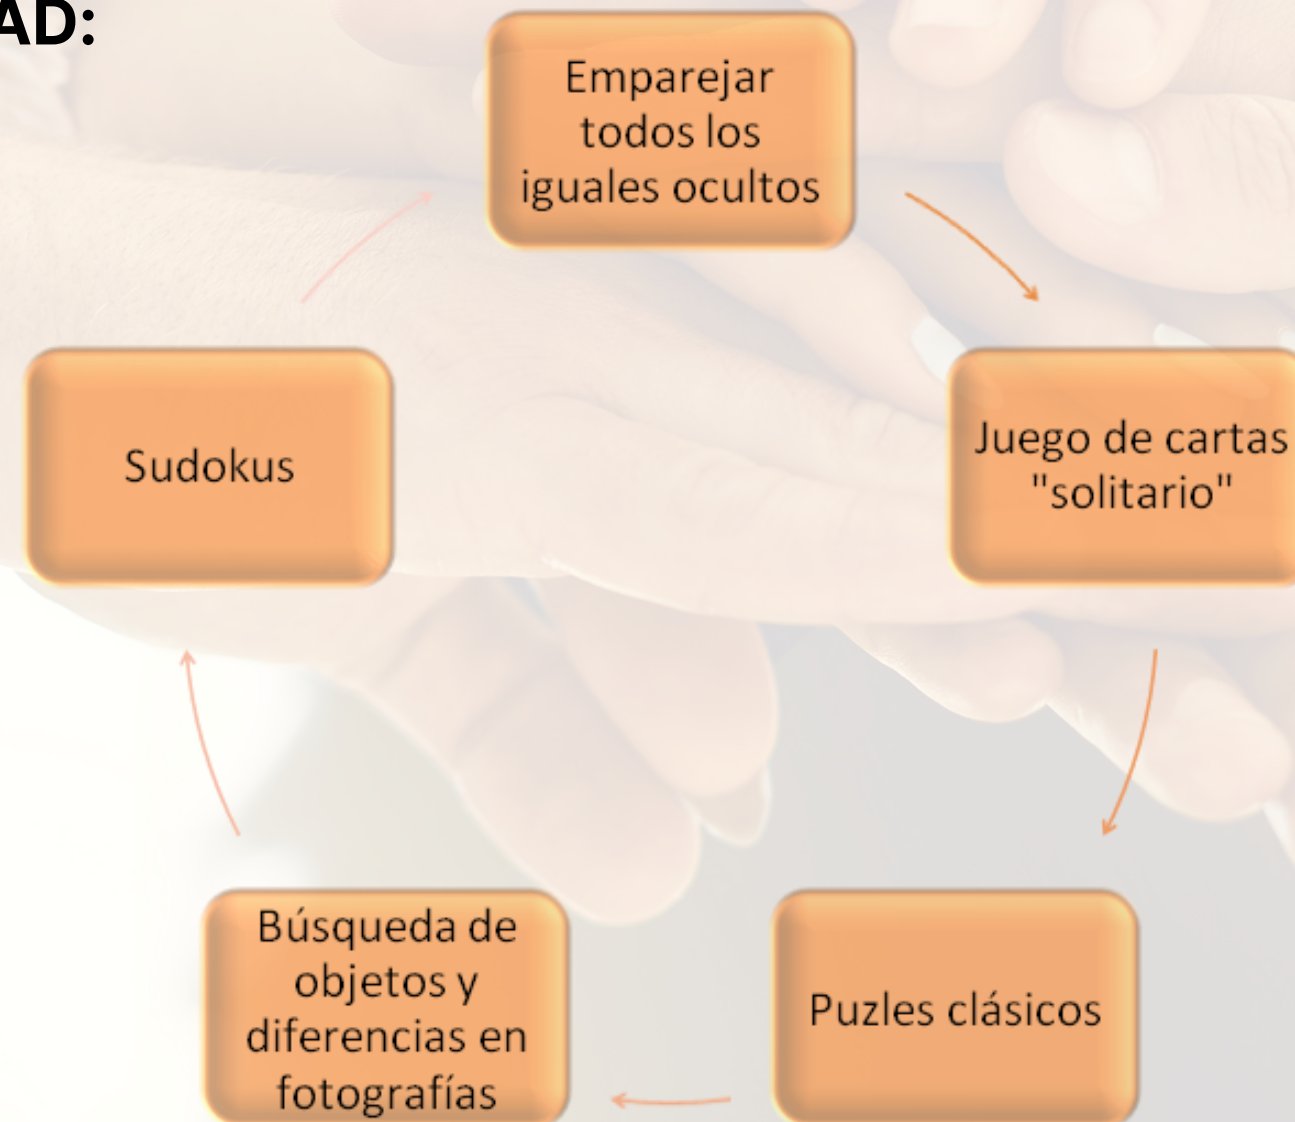 AD:
Emparejar
todos los
iguales ocultos
Juego de cartas
"solitario"
Puzles clásicos
Búsqueda de
objetos y
diferencias en
fotografías
Sudokus